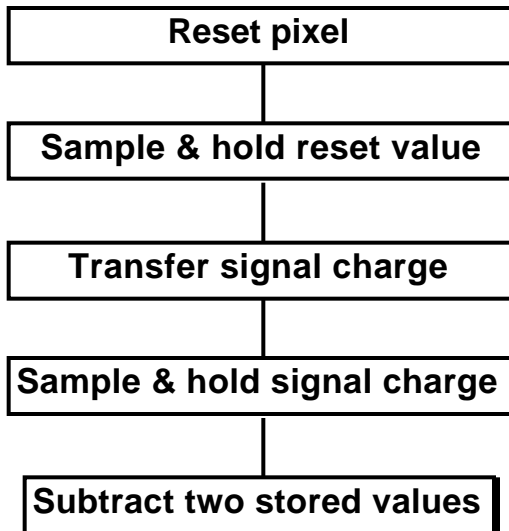 Reset pixel
Sample & hold reset value
Transfer signal charge
Sample & hold signal charge
Subtract two stored values